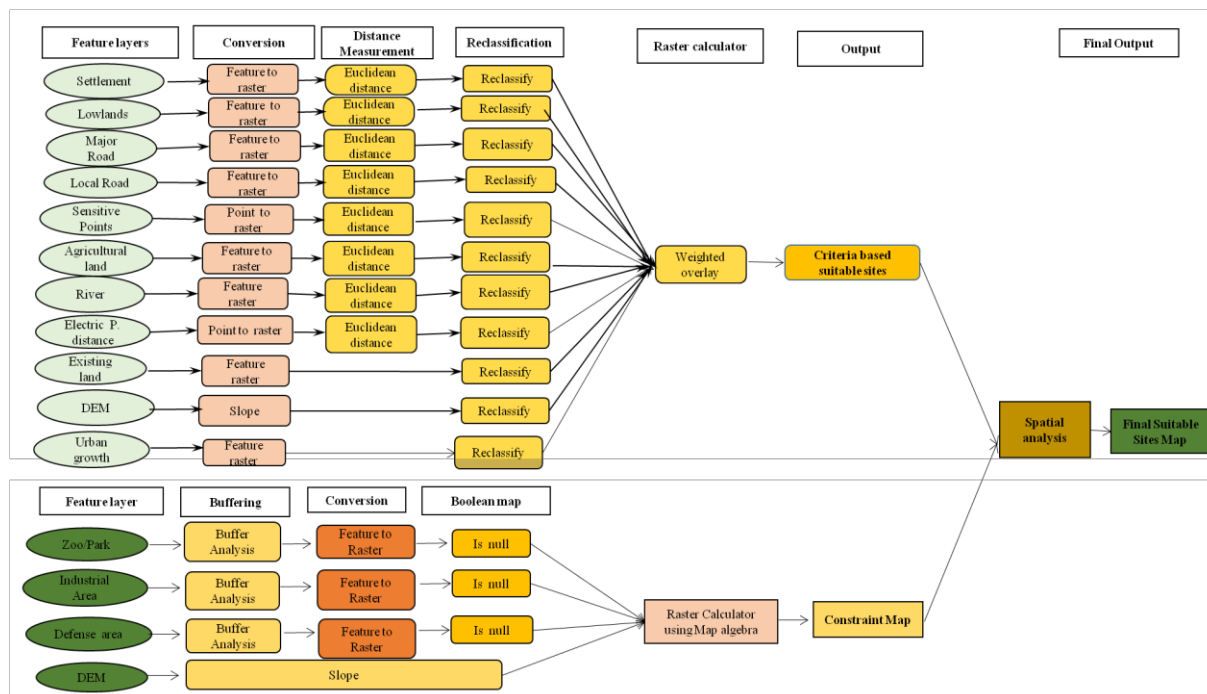 Feature layers
Conversion
Distance
Measurement
Reclassification
Raster calculator
Output
Final Output
Settlement
Feature to
raster
Euclidean
distance
Reclassify
Lowlands
Feature to
raster
Euclidean
distance
Reclassify
Major
Road
Feature to
raster
Euclidean
distance
Reclassify
Local Road
Feature to
raster
Euclidean
distance
Reclassify
Sensitive
Points
Point to
raster
Euclidean
distance
Reclassify
Agricultural
land
Feature to
raster
Euclidean
distance
Reclassify
Weighted
overlay
Criteria based
suitable sites
River
Feature
raster
Euclidean
distance
Reclassify
Electric P.
distance
Point to raster
Euclidean
distance
Reclassify
Existing
land
Feature
raster
Reclassify
DEM
Slope
Reclassify
Urban
growth
Feature
raster
Reclassify
Spatial
analysis
Final Suitable
Sites Map
Feature layer
Buffering
Conversion
Boolean map
Zoo/Park
Buffer
Analysis
Feature to
Raster
Is null
Industrial
Area
Buffer
Analysis
Feature to
Raster
Is null
Defense area
Buffer
Analysis
Feature to
Raster
Is null
Raster Calculator
using Map algebra
Constraint Map
DEM
Slope